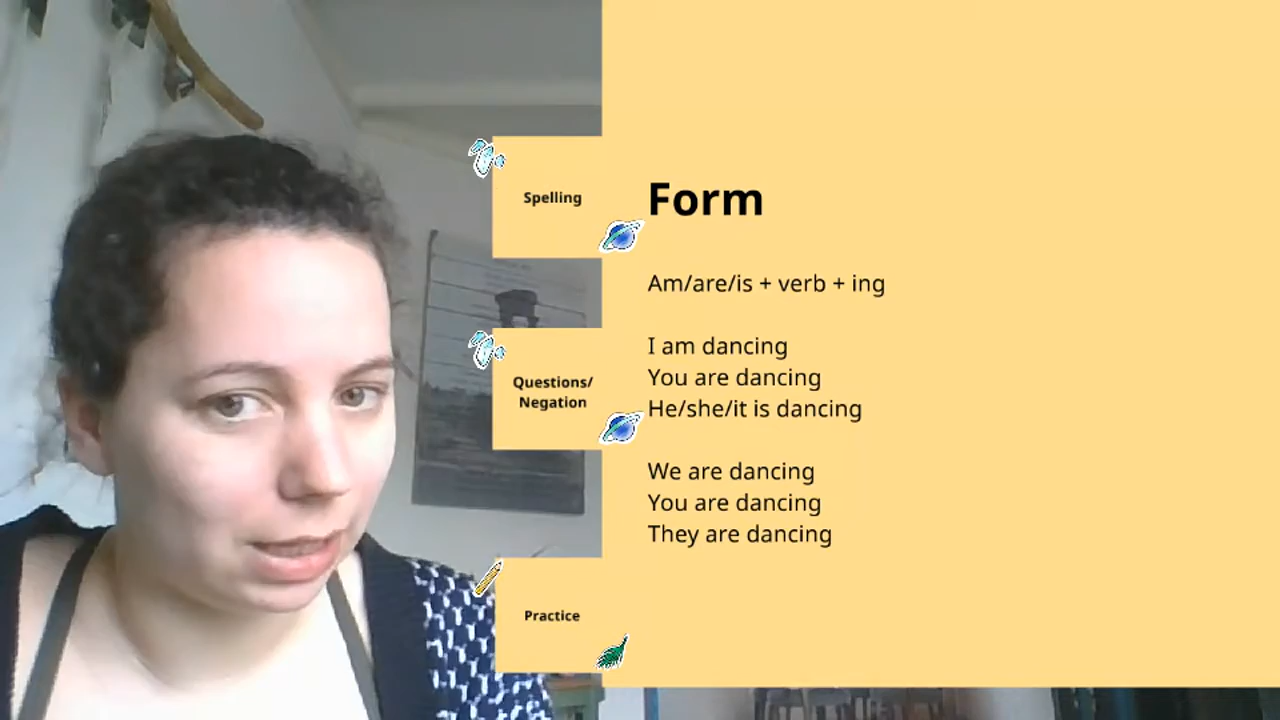 Spelling
Form
Am/are/is + verb + ing
I am dancing
You are dancing
Questions/
Negation
He/she/it is dancing
We are dancing
You are dancing
They are dancing
Practice